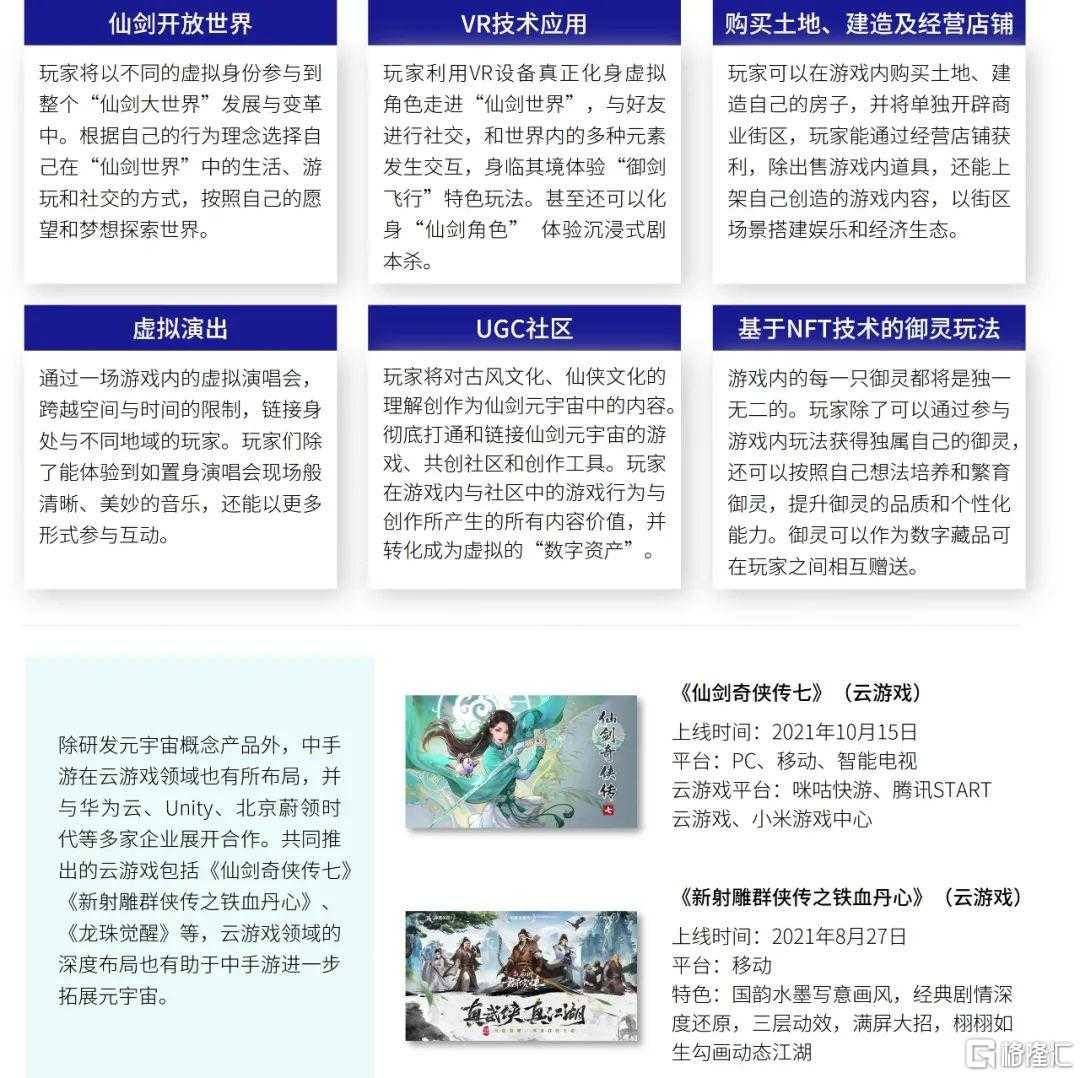 仙剑开放世界
玩家将以不同的虚拟身份参与到
整个“仙剑大世界”发展与变革
中。根据自己的行为理念选择自
己在“仙剑世界”中的生活、游
玩和社交的方式，按照自己的愿
望和梦想探索世界。
VR技术应用
玩家利用VR设备真正化身虚拟
角色走进“仙剑世界”，与好友
进行社交，和世界内的多种元素
发生交互，身临其境体验“御剑
飞行”特色玩法。甚至还可以化
身“仙剑角色” 体验沉浸式剧
本杀。
购买土地、建造及经营店铺
玩家可以在游戏内购买土地、建
造自己的房子，并将单独开辟商
业街区，玩家能通过经营店铺获
利，除出售游戏内道具，还能上
架自己创造的游戏内容，以街区
场景搭建娱乐和经济生态。
虚拟演出
通过一场游戏内的虚拟演唱会，
跨越空间与时间的限制，链接身
处与不同地域的玩家。玩家们除
了能体验到如置身演唱会现场般
清晰、美妙的音乐，还能以更多
形式参与互动。
UGC社区
玩家将对古风文化、仙侠文化的
理解创作为仙剑元宇宙中的内容。
彻底打通和链接仙剑元宇宙的游
戏、共创社区和创作工具。玩家
在游戏内与社区中的游戏行为与
创作所产生的所有内容价值，并
转化成为虚拟的“数字资产”。
基于NFT技术的御灵玩法
游戏内的每一只御灵都将是独一
无二的。玩家除了可以通过参与
游戏内玩法获得独属自己的御灵，
还可以按照自己想法培养和繁育
御灵，提升御灵的品质和个性化
能力。御灵可以作为数字藏品可
在玩家之间相互赠送。
除研发元宇宙概念产品外，中手
游在云游戏领域也有所布局，并
与华为云、Unity、北京蔚领时
代等多家企业展开合作。共同推
出的云游戏包括《仙剑奇侠传七》
《新射雕群侠传之铁血丹心》、
《龙珠觉醒》等，云游戏领域的
深度布局也有助于中手游进一步
拓展元宇宙。
仙剑奇侠传
七
《仙剑奇侠传七》（云游戏）
上线时间：2021年10月15日
平台：PC、移动、智能电视
云游戏平台：咪咕快游、腾讯START
云游戏、小米游戏中心
真武侠 真江湖
《新射雕群侠传之铁血丹心》（云游戏）
上线时间：2021年8月27日
平台：移动
特色：国韵水墨写意画风，经典剧情深
度还原，三层动效，满屏大招，栩栩如
生勾画动态江湖
格隆汇